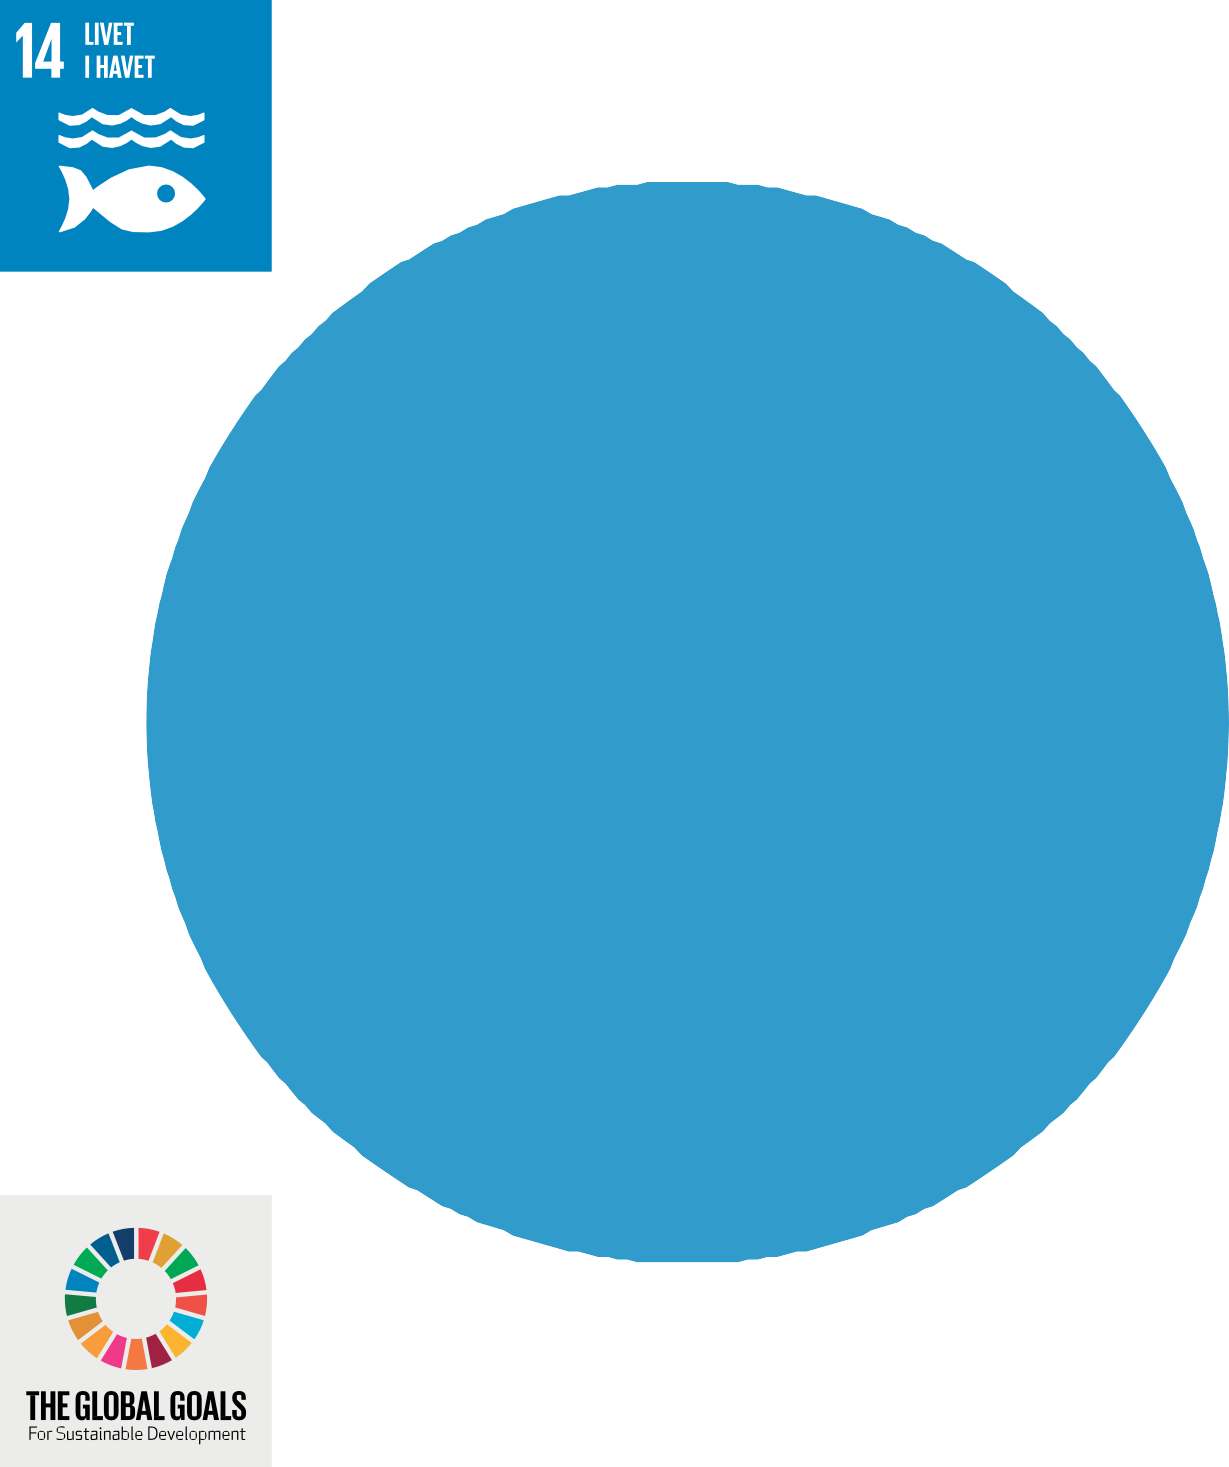 14
LIVET
I HAVET
THE GLOBAL GOALS
For Sustainable Development